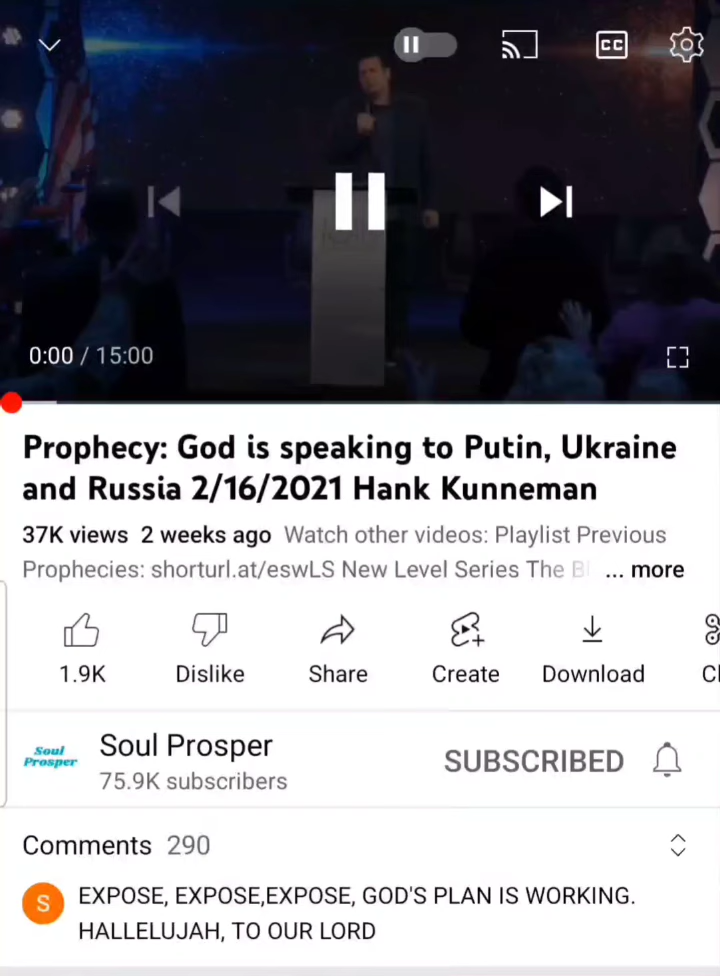 CC
0:00 / 15:00
Prophecy: God is speaking to Putin, Ukraine
and Russia 2/16/2021 Hank Kunneman
37K views 2 weeks ago Watch other videos: Playlist Previous
Prophecies: shorturl.at/eswLS New Level Series The ... more
1.9K Dislike Share Create Download
Soul
Prosper
Soul Prosper
75.9K subscribers
SUBSCRIBED
Comments 290
S
EXPOSE, EXPOSE,EXPOSE, GOD'S PLAN IS WORKING.
HALLELUJAH, TO OUR LORD